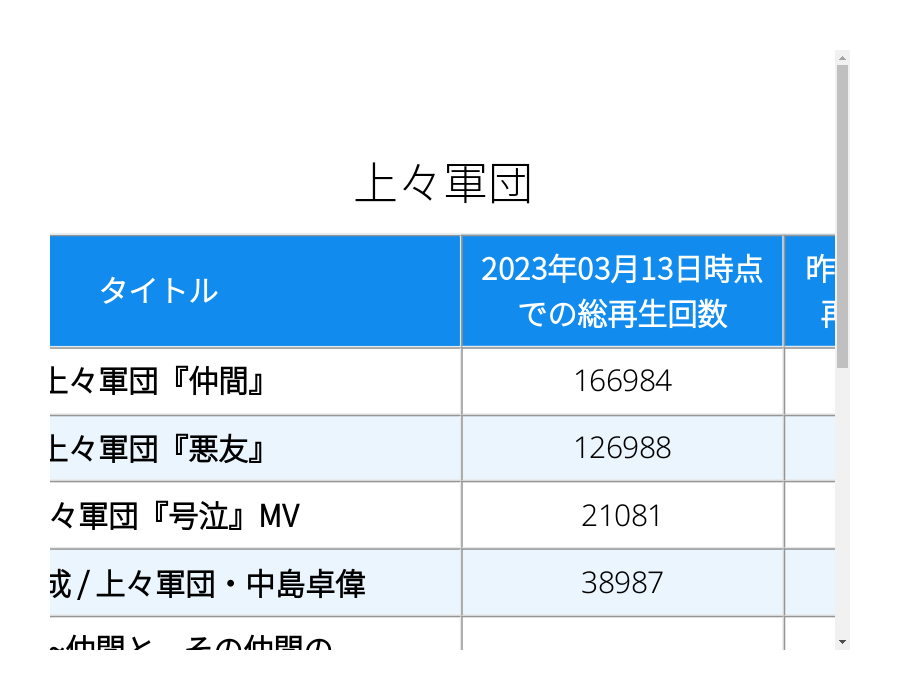 上々軍団
タイトル
2023年03月13日時点
での総再生回数
昨
再
上々軍団『仲間』
166984
上々軍団『悪友』
126988
々軍団『号泣』MV
21081
成 / 上々軍団・中島卓偉
38987
~仲間と、その仲間の